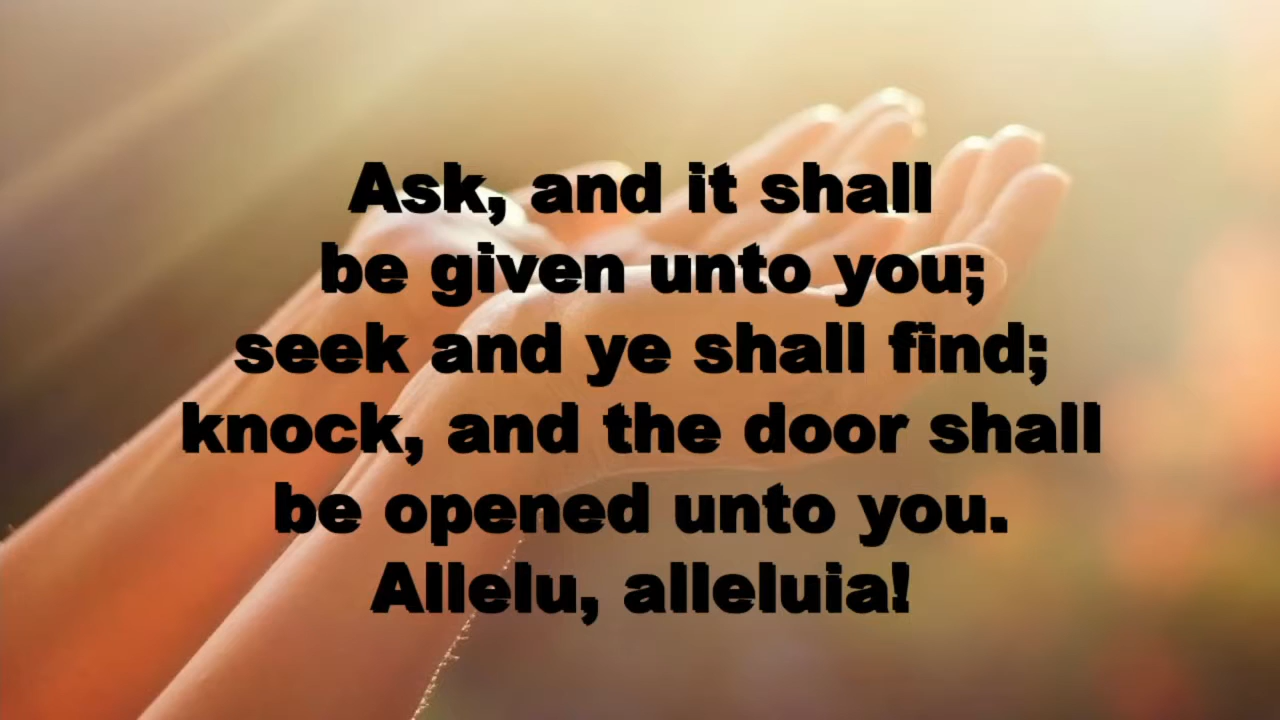 Ask, and it shall
be given unto you;
seek and ye shall find;
knock, and the door shall
be opened unto you.
Allelu, alleluia!